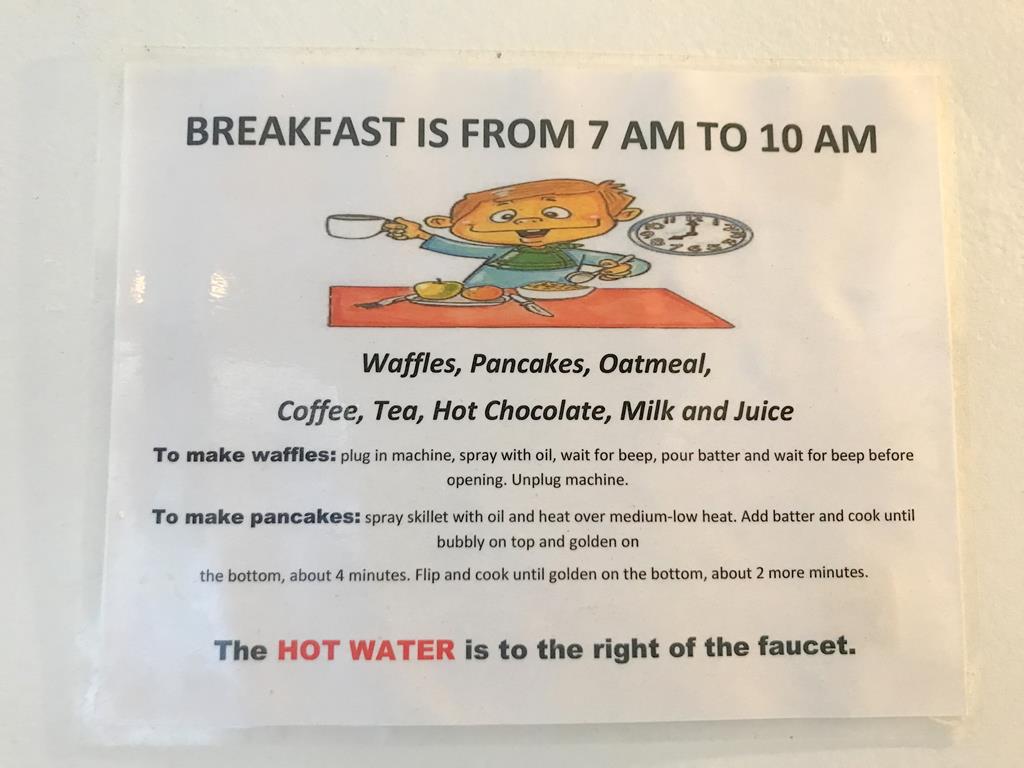 BREAKFAST IS FROM 7 AM TO 10 AM
Waffles, Pancakes, Oatmeal,
Coffee, Tea, Hot Chocolate, Milk and Juice
To make waffles: plug in machine, spray with oil, wait for beep, pour batter and wait for beep before
opening. Unplug machine.
To make pancakes: spray skillet with oil and heat over medium-low heat. Add batter and cook until
bubbly on top and golden on
the bottom, about 4 minutes. Flip and cook until golden on the bottom, about 2 more minutes.
The HOT WATER is to the right of the faucet.